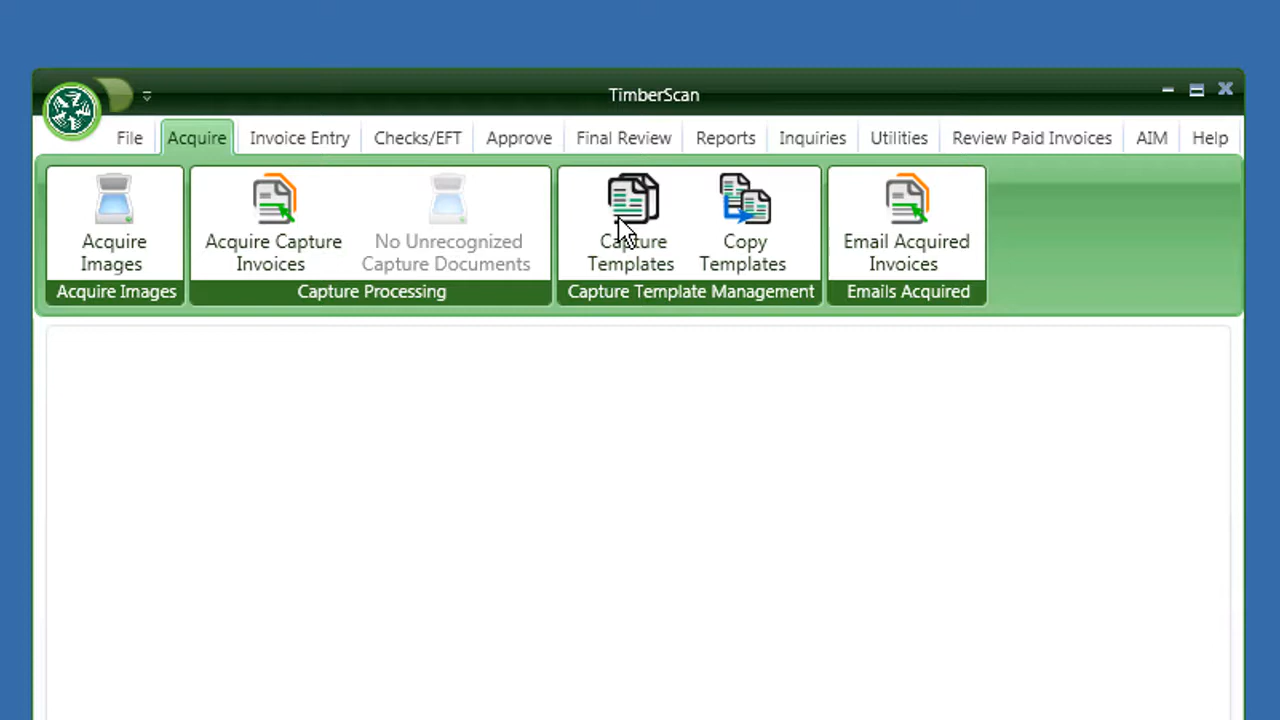 TimberScan
File Acquire Invoice Entry Checks/EFT Approve Final Review Reports Inquiries Utilities Review Paid Invoices AIM Help
Acquire Images
Acquire Capture Invoices
No Unrecognized Capture Documents
Capture Templates
Copy Templates
Email Acquired Invoices
Acquire Images
Capture Processing
Capture Template Management
Emails Acquired